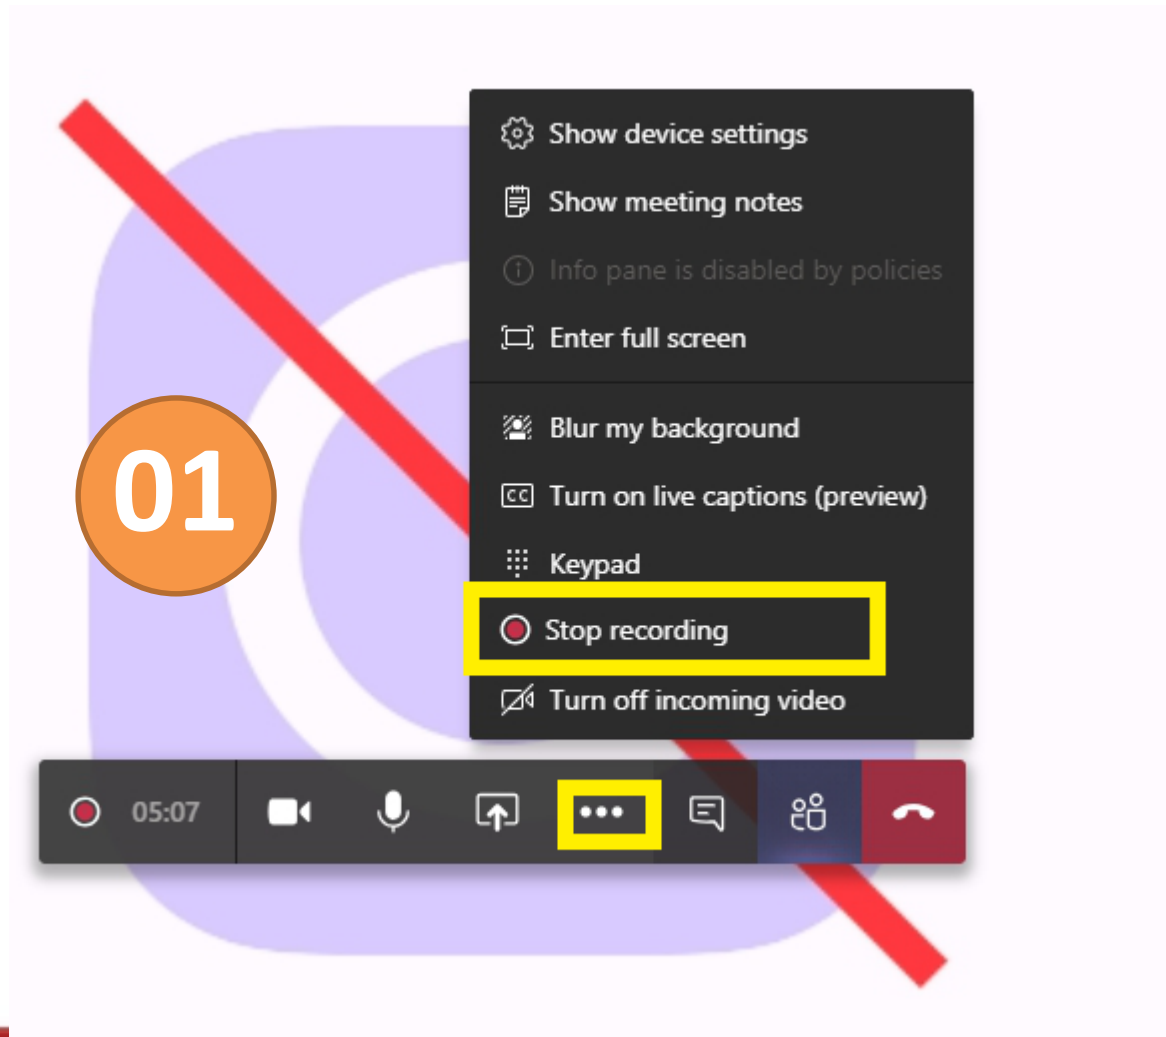 Show device settings
Show meeting notes
Info pane is disabled by policies
Enter full screen
01
Blur my background
CC Turn on live captions (preview)
Keypad
Stop recording
Turn off incoming video
05:07